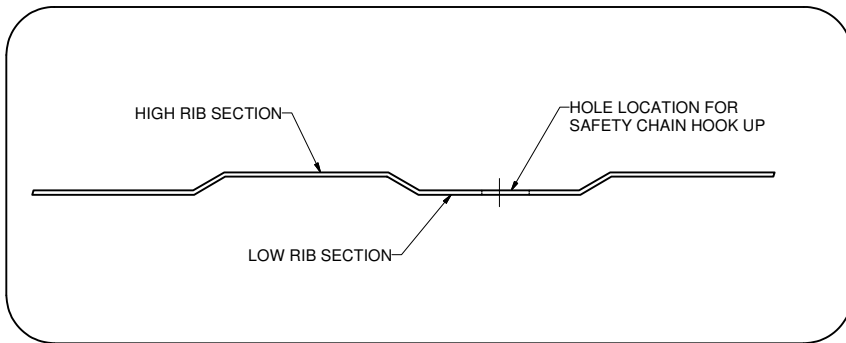 HIGH RIB SECTION
HOLE LOCATION FOR
SAFETY CHAIN HOOK UP
LOW RIB SECTION